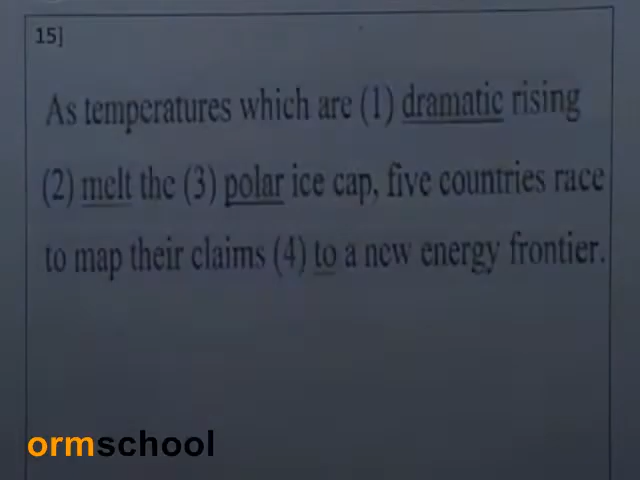 15]
As temperatures which are (1) dramatic rising
(2) melt the (3) polar ice cap, five countries race
to map their claims (4) to a new energy frontier.
ormschool